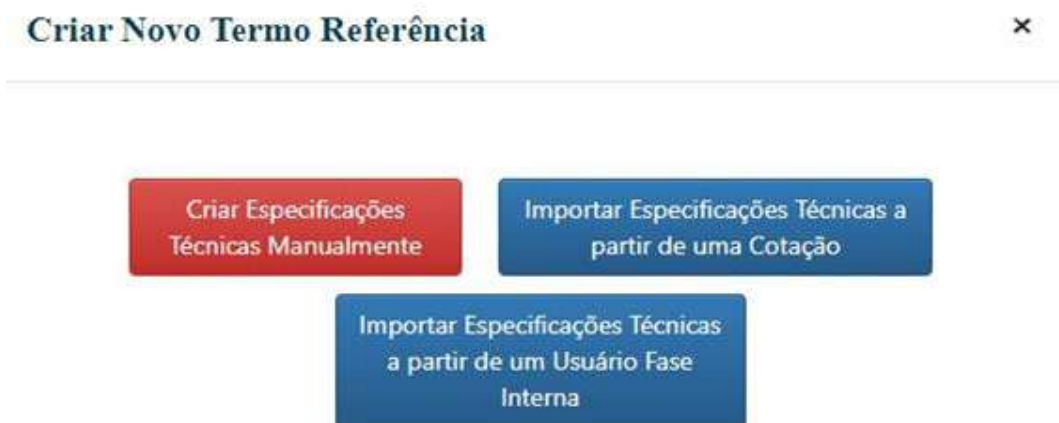 Criar Novo Termo Referência ×
Criar Especificações
Técnicas Manualmente
Importar Especificações Técnicas a
partir de uma Cotação
Importar Especificações Técnicas
a partir de um Usuário Fase
Interna